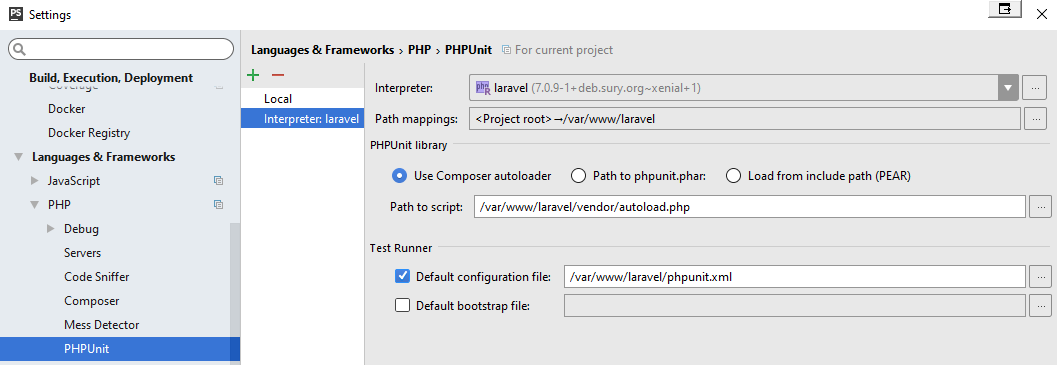 PS Settings
Languages & Frameworks › PHP › PHPUnit For current project
Build, Execution, Deployment
Coverage
Docker
Docker Registry
Languages & Frameworks
JavaScript
PHP
Debug
Servers
Code Sniffer
Composer
Mess Detector
PHPUnit
Local
Interpreter: laravel
Interpreter: php R laravel (7.0.9-1+deb.sury.org~xenial+1) ...
Path mappings: <Project root>→/var/www/laravel ...
PHPUnit library
Use Composer autoloader Path to phpunit.phar: Load from include path (PEAR)
Path to script: /var/www/laravel/vendor/autoload.php ...
Test Runner
Default configuration file: /var/www/laravel/phpunit.xml ...
Default bootstrap file: ...